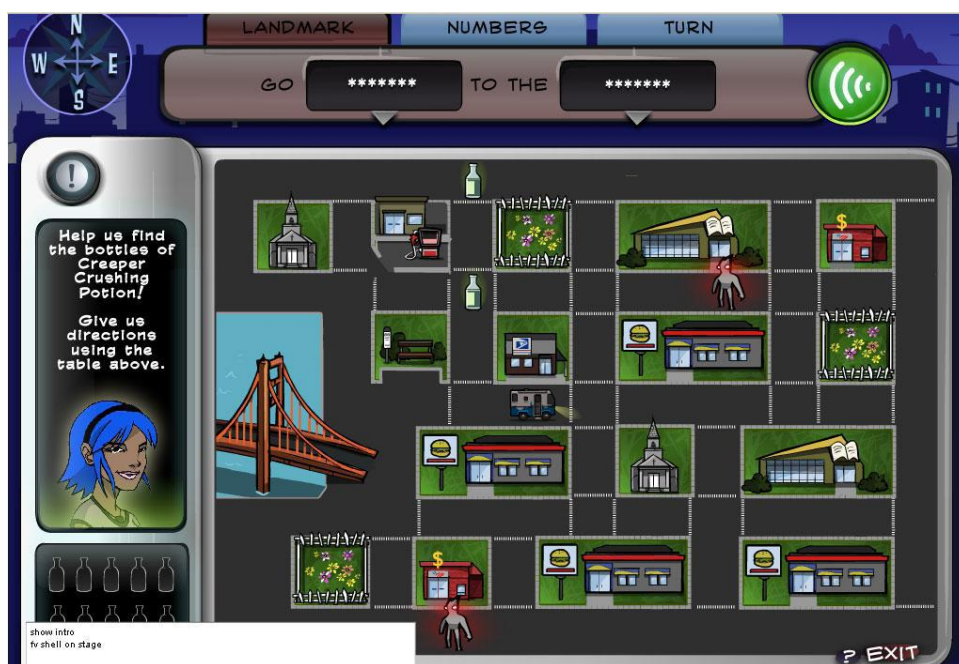 LANDMARK NUMBERS TURN
N
W E
S
GO ******* TO THE *******
!
Help us find
the bottles of
Creeper
Crushing
Potion!
Give us
directions
using the
table above.
$
$
show intro
fv shell on stage
? EXIT